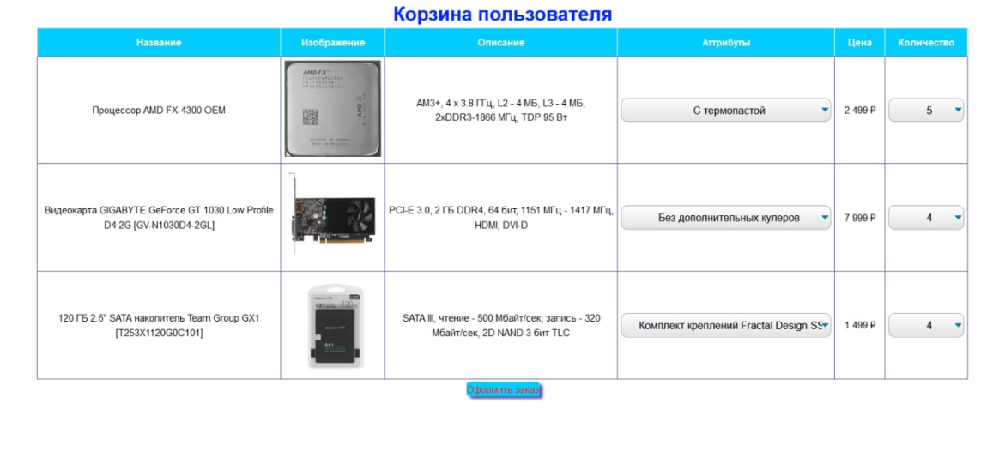 Корзина пользователя
Название Изображение Описание Аттрибуты Цена Количество
AMD FX™
Процессор AMD FX-4300 OEM
AM3+, 4 x 3.8 ГГц, L2 - 4 МБ, L3 - 4 МБ,
2xDDR3-1866 МГц, TDP 95 Вт
С термопастой
2 499 ₽
5
Видеокарта GIGABYTE GeForce GT 1030 Low Profile
D4 2G [GV-N1030D4-2GL]
PCI-E 3.0, 2 ГБ DDR4, 64 бит, 1151 МГц - 1417 МГц,
HDMI, DVI-D
Без дополнительных кулеров
7 999 ₽
4
120 ГБ 2.5" SATA накопитель Team Group GX1
[T253X1120G0C101]
GX1
120
GX1
SATA III, чтение - 500 Мбайт/сек, запись - 320
Мбайт/сек, 2D NAND 3 бит TLC
Комплект креплений Fractal Design SS
1 499 ₽
4
Оформить заказ